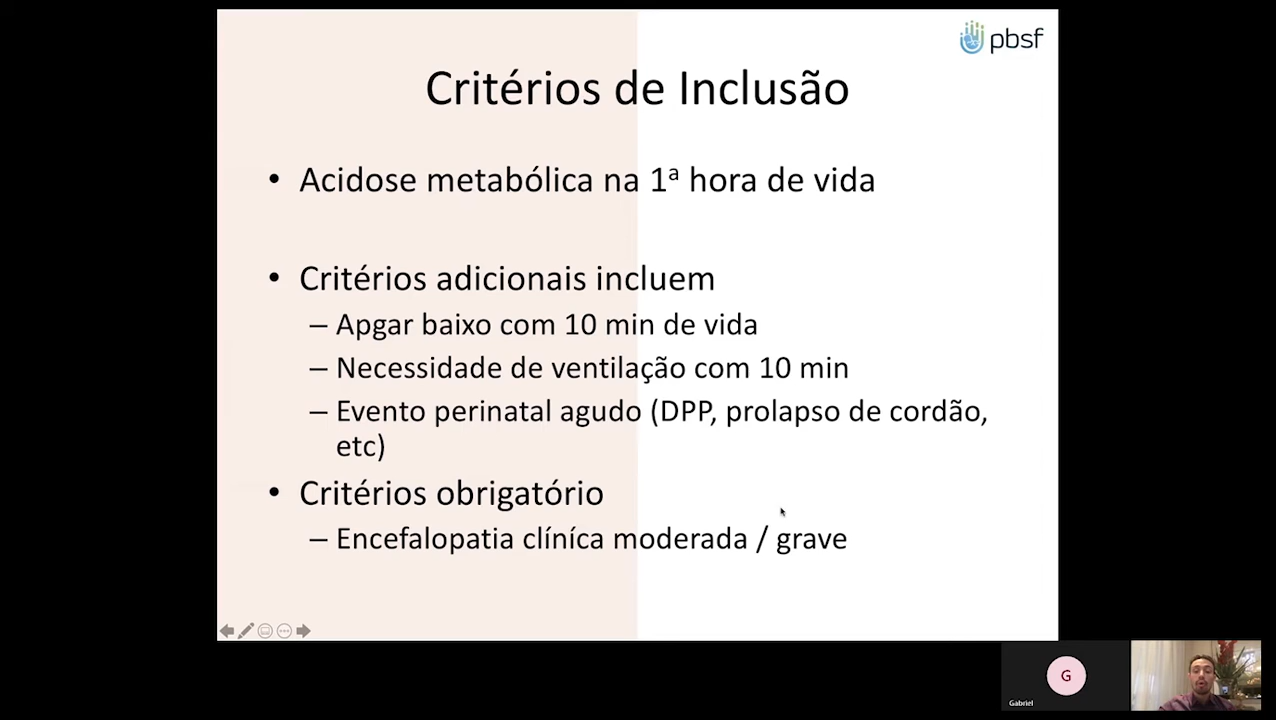 pbsf
Critérios de Inclusão
• Acidose metabólica na 1ª hora de vida
• Critérios adicionais incluem
– Apgar baixo com 10 min de vida
– Necessidade de ventilação com 10 min
– Evento perinatal agudo (DPP, prolapso de cordão,
etc)
• Critérios obrigatório
– Encefalopatia clíníca moderada / grave
G
Gabriel